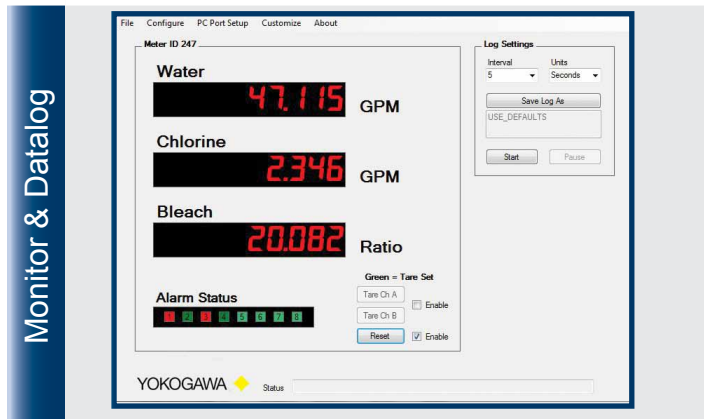 Monitor & Datalog
File Configure PC Port Setup Customize About
Meter ID 247
Water
47.115 GPM
Chlorine
2.346 GPM
Bleach
20.082 Ratio
Green = Tare Set
Alarm Status
1 2 3 4 5 6 7 8
Tare Ch A
Enable
Tare Ch B
Reset Enable
Log Settings
Interval Units
5 Seconds
Save Log As
USE_DEFAULTS
Start Pause
YOKOGAWA Status